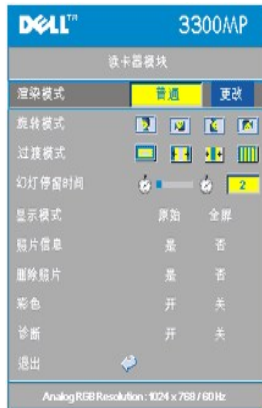 DELL™ 3300MP
读卡器模块
渲染模式 普通 更改
旋转模式
过渡模式
幻灯停留时间 2
显示模式 原始 全屏
照片信息 是 否
删除照片 是 否
彩色 开 关
诊断 开 关
退出
Analog RGB Resolution : 1024 x 768 / 60 Hz